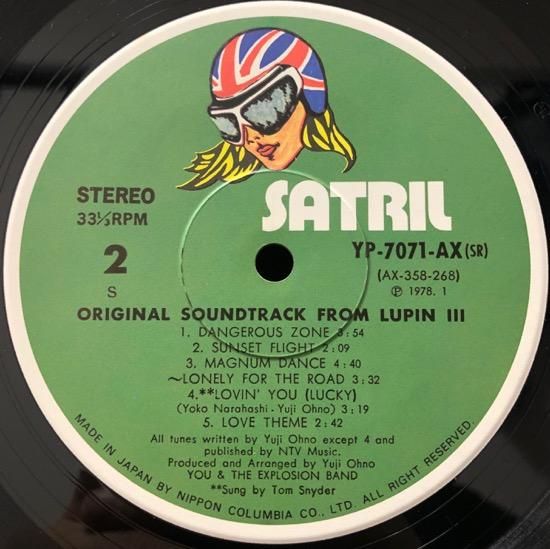 SATRIL
STEREO
33⅓RPM
YP-7071-AX(SR)
2
S
(AX-358-268)
Ⓟ 1978. 1
ORIGINAL SOUNDTRACK FROM LUPIN III
1. DANGEROUS ZONE 3:54
2. SUNSET FLIGHT 2:09
3. MAGNUM DANCE 4:40
~LONELY FOR THE ROAD 3:32
4.**LOVIN' YOU (LUCKY)
(Yoko Narahashi-Yuji Ohno) 3:19
5. LOVE THEME 2:42
All tunes written by Yuji Ohno except 4 and
published by NTV Music.
Produced and Arranged by Yuji Ohno
YOU & THE EXPLOSION BAND
**Sung by Tom Snyder
MADE IN JAPAN BY NIPPON COLUMBIA CO., LTD. ALL RIGHT RESERVED.